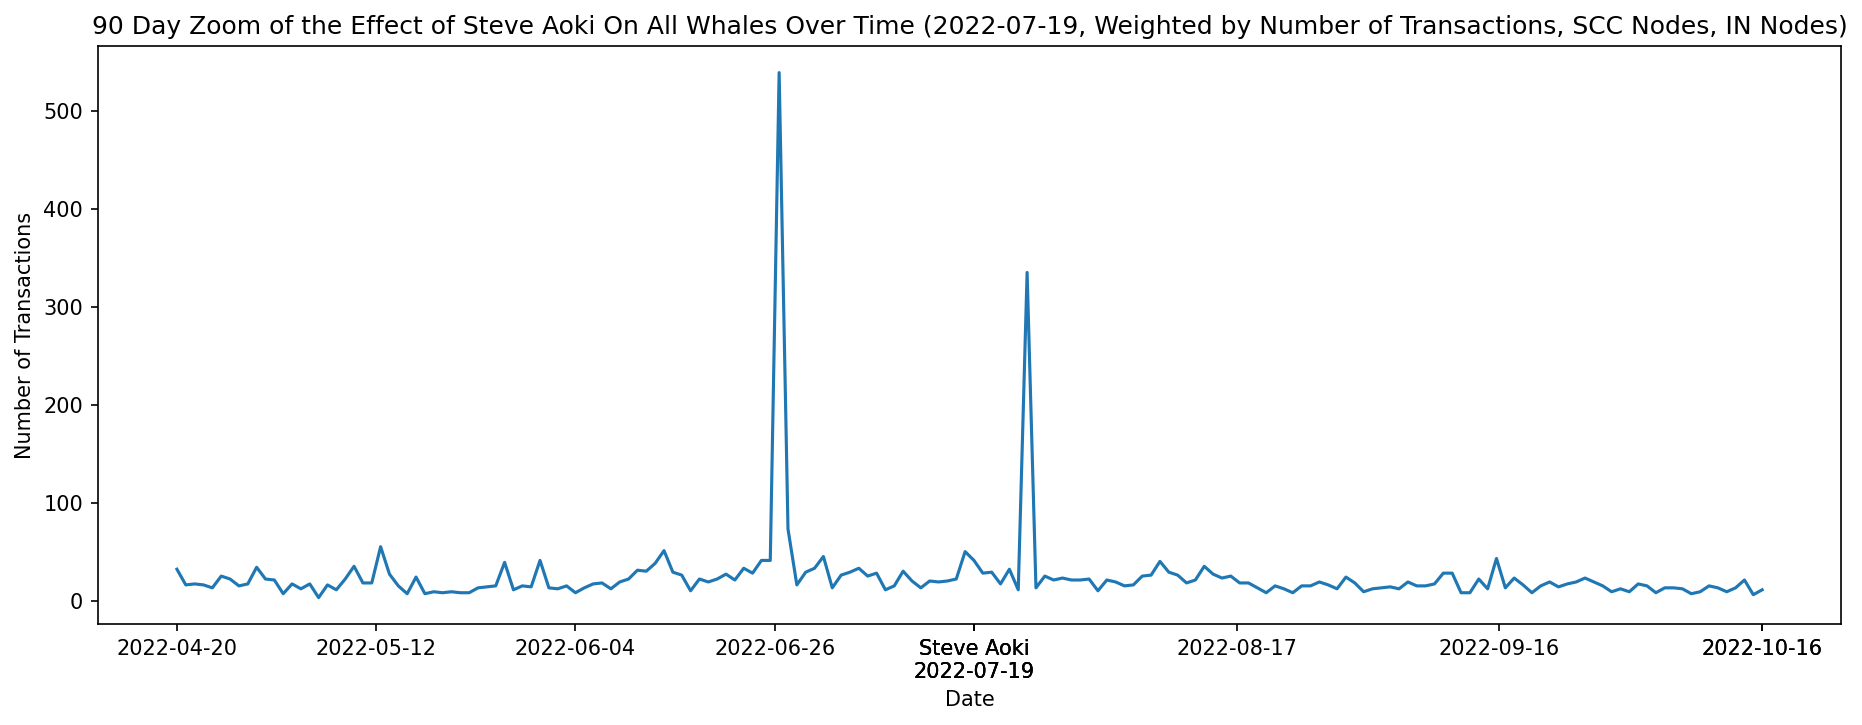 90 Day Zoom of the Effect of Steve Aoki On All Whales Over Time (2022-07-19, Weighted by Number of Transactions, SCC Nodes, IN Nodes)
Number of Transactions
500
400
300
200
100
0
2022-04-20 2022-05-12 2022-06-04 2022-06-26 Steve Aoki 2022-08-17 2022-09-16 2022-10-16
2022-07-19
Date